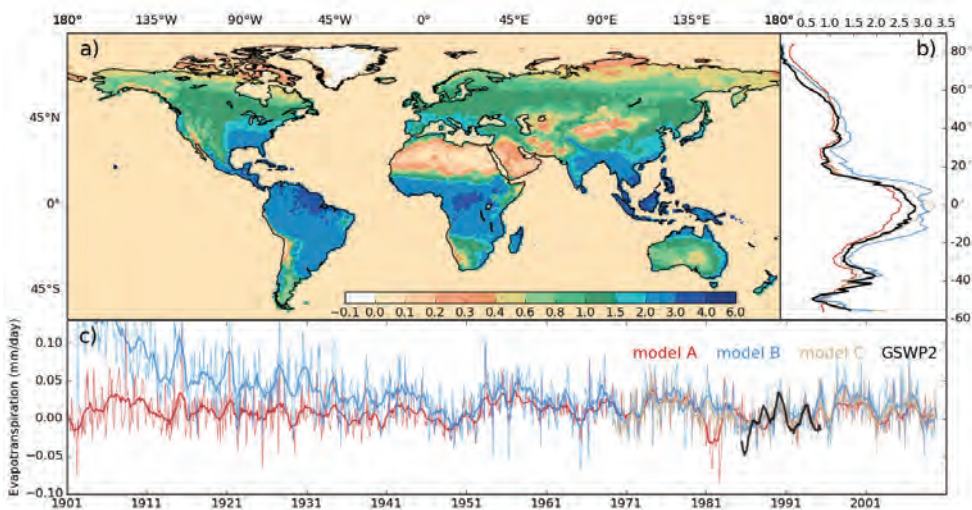 180° 135°W 90°W 45°W 0° 45°E 90°E 135°E 180° 0.5 1.0 1.5 2.0 2.5 3.0 3.5
a) b)
80°
60°
45°N 40°
20°
0° 0°
-20°
-40°
45°S
-0.1 0.0 0.1 0.2 0.3 0.4 0.6 0.8 1.0 1.5 2.0 3.0 4.0 6.0
-60
c)
model A model B model C GSWP2
Evapotranspiration (mm/day)
0.10
0.05
0.00
-0.05
-0.10
1901 1911 1921 1931 1941 1951 1961 1971 1981 1991 2001